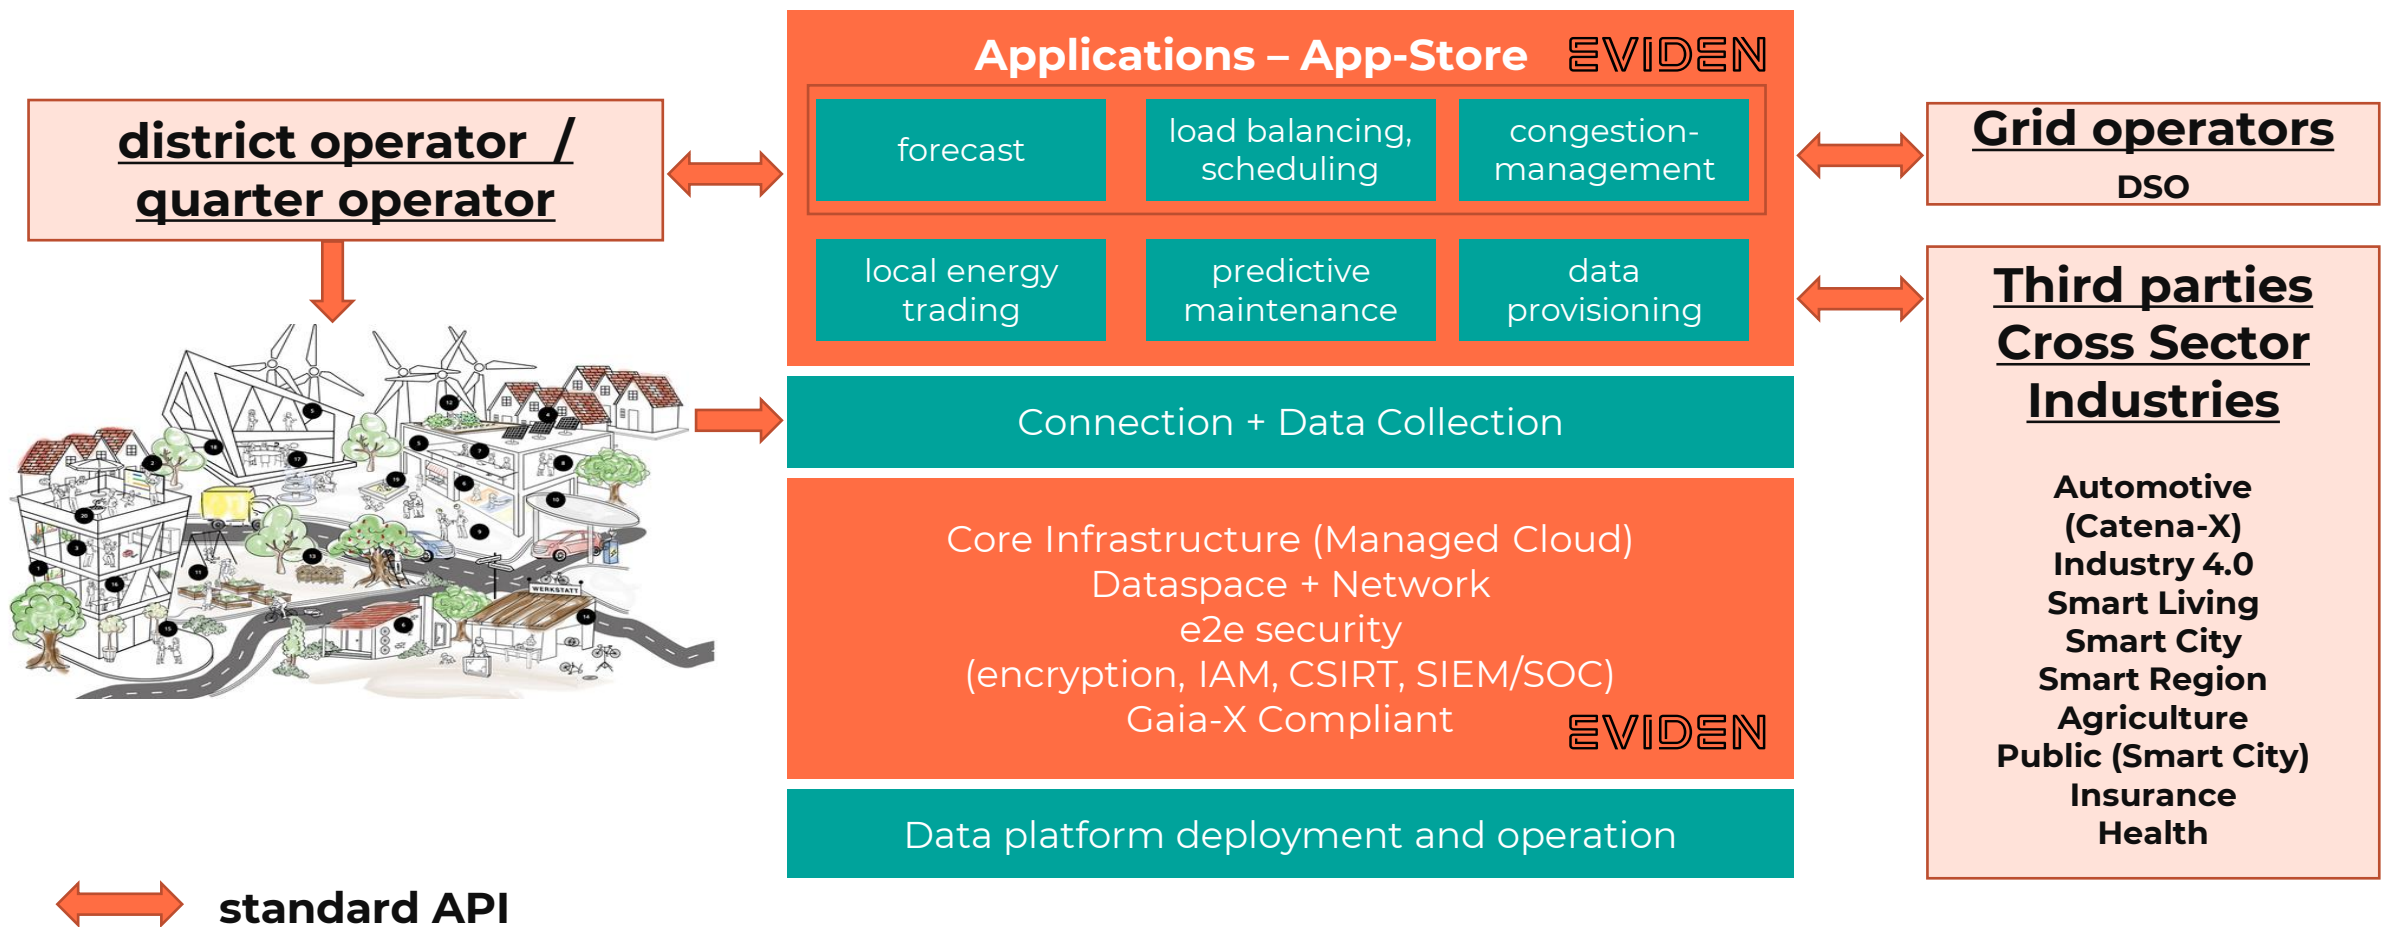 Applications – App-Store EVIDEN
district operator /
quarter operator
forecast
load balancing,
scheduling
congestion-
management
local energy
trading
predictive
maintenance
data
provisioning
Grid operators
DSO
Third parties
Cross Sector
Industries
Automotive
(Catena-X)
Industry 4.0
Smart Living
Smart City
Smart Region
Agriculture
Public (Smart City)
Insurance
Health
Connection + Data Collection
Core Infrastructure (Managed Cloud)
Dataspace + Network
e2e security
(encryption, IAM, CSIRT, SIEM/SOC)
Gaia-X Compliant
EVIDEN
Data platform deployment and operation
WERKSTATT
standard API